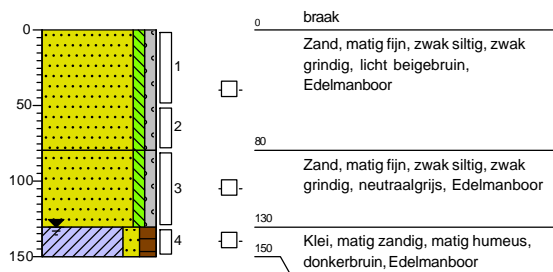 0
50
100
150
1
2
3
4
0
braak
Zand, matig fijn, zwak siltig, zwak
grindig, licht beigebruin,
Edelmanboor
80
Zand, matig fijn, zwak siltig, zwak
grindig, neutraalgrijs, Edelmanboor
130
Klei, matig zandig, matig humeus,
150
donkerbruin, Edelmanboor